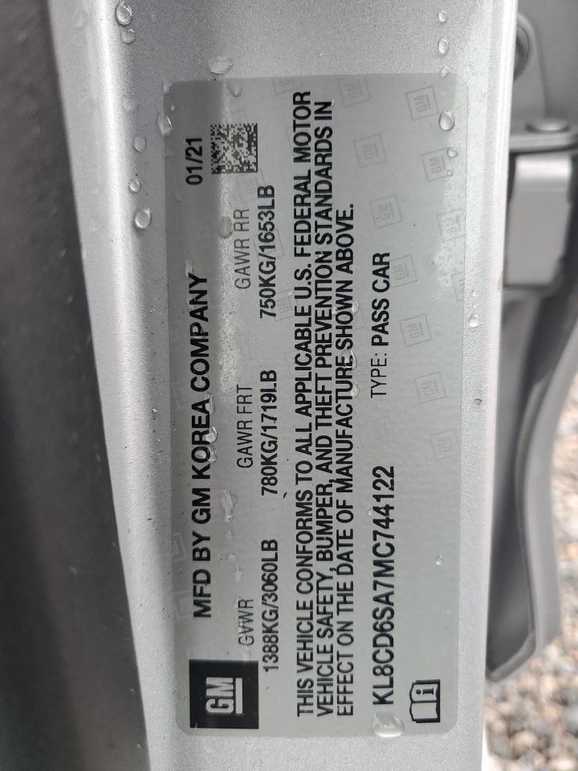 GM
MFD BY GM KOREA COMPANY 01/21
GVWR GAWR FRT GAWR RR
1388KG/3060LB 780KG/1719LB 750KG/1653LB
THIS VEHICLE CONFORMS TO ALL APPLICABLE U.S. FEDERAL MOTOR
VEHICLE SAFETY, BUMPER, AND THEFT PREVENTION STANDARDS IN
EFFECT ON THE DATE OF MANUFACTURE SHOWN ABOVE.
KL8CD6SA7MC744122 TYPE: PASS CAR